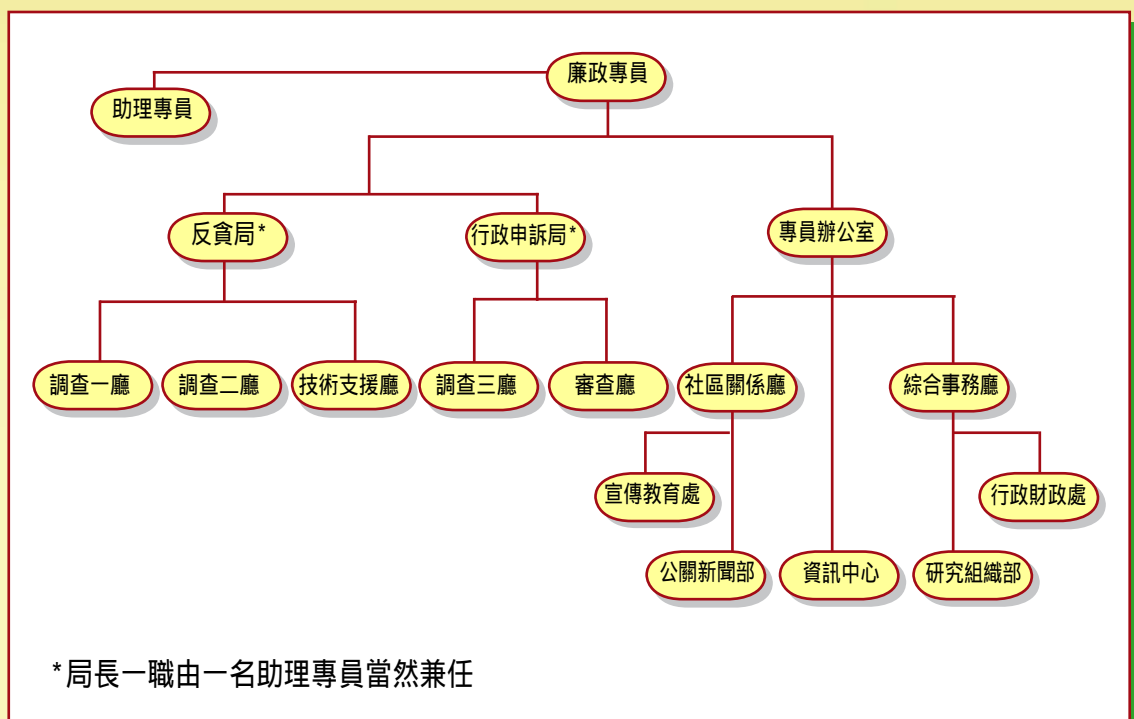 廉政專員
助理專員
反貪局*
行政申訴局*
專員辦公室
調查一廳
調查二廳
技術支援廳
調查三廳
審查廳
社區關係廳
綜合事務廳
宣傳教育處
行政財政處
公關新聞部
資訊中心
研究組織部
*局長一職由一名助理專員當然兼任